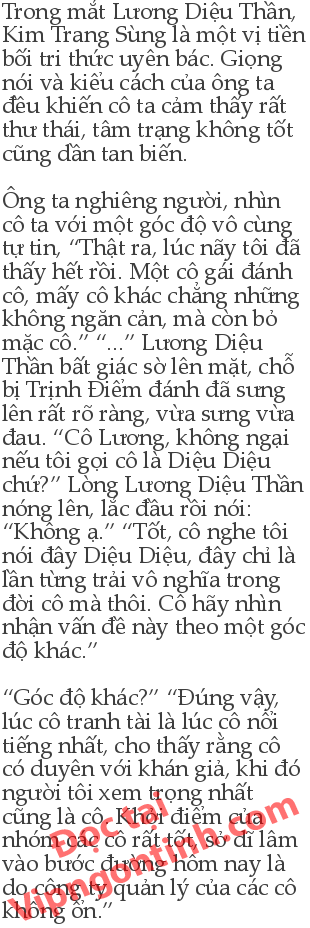 Trong mắt Lương Diệu Thần,
Kim Trang Sùng là một vị tiền
bối tri thức uyên bác. Giọng
nói và kiểu cách của ông ta
đều khiến cô ta cảm thấy rất
thư thái, tâm trạng không tốt
cũng dần tan biến.
Ông ta nghiêng người, nhìn
cô ta với một góc độ vô cùng
tự tin, “Thật ra, lúc nãy tôi đã
thấy hết rồi. Một cô gái đánh
cô, mấy cô khác chẳng những
không ngăn cản, mà còn bỏ
mặc cô.” “...” Lương Diệu
Thần bất giác sờ lên mặt, chỗ
bị Trịnh Điểm đánh đã sưng
lên rất rõ ràng, vừa sưng vừa
đau. “Cô Lương, không ngại
nếu tôi gọi cô là Diệu Diệu
chứ?” Lòng Lương Diệu Thần
nóng lên, lắc đầu rồi nói:
“Không ạ.” “Tốt, cô nghe tôi
nói đây Diệu Diệu, đây chỉ là
lần từng trải vô nghĩa trong
đời cô mà thôi. Cô hãy nhìn
nhận vấn đề này theo một góc
độ khác.”
“Góc độ khác?” “Đúng vậy,
lúc cô tranh tài là lúc cô nổi
tiếng nhất, cho thấy rằng cô
có duyên với khán giả, khi đó
người tôi xem trọng nhất
cũng là cô. Khởi điểm của
nhóm các cô rất tốt, sở dĩ lâm
vào bước đường hôm nay là
do công ty quản lý của các cô
không ổn.”
Đọc tại
Vipngontinh.com